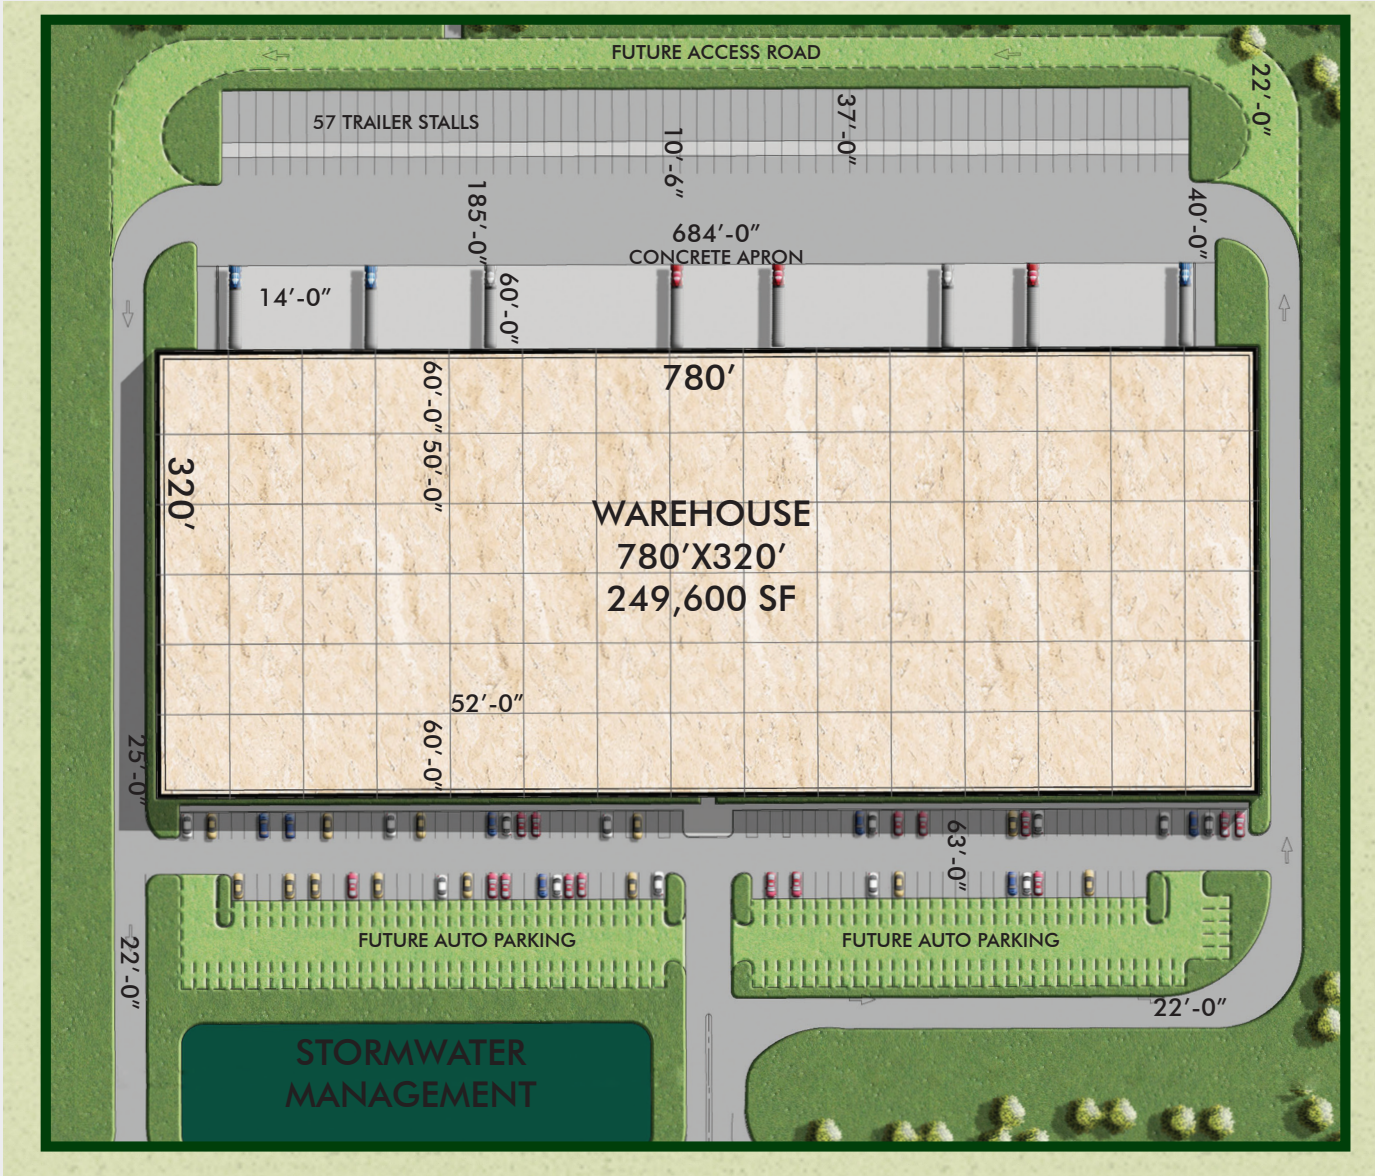 FUTURE ACCESS ROAD
22'-0"
57 TRAILER STALLS
37'-0"
10'-6"
185'-0"
40'-0"
684'-0"
CONCRETE APRON
14'-0"
60'-0"
780'
60'-0"
50'-0"
320'
WAREHOUSE
780'X320'
249,600 SF
52'-0"
60'-0"
25'-0"
63'-0"
FUTURE AUTO PARKING
FUTURE AUTO PARKING
22'-0"
22'-0"
STORMWATER
MANAGEMENT